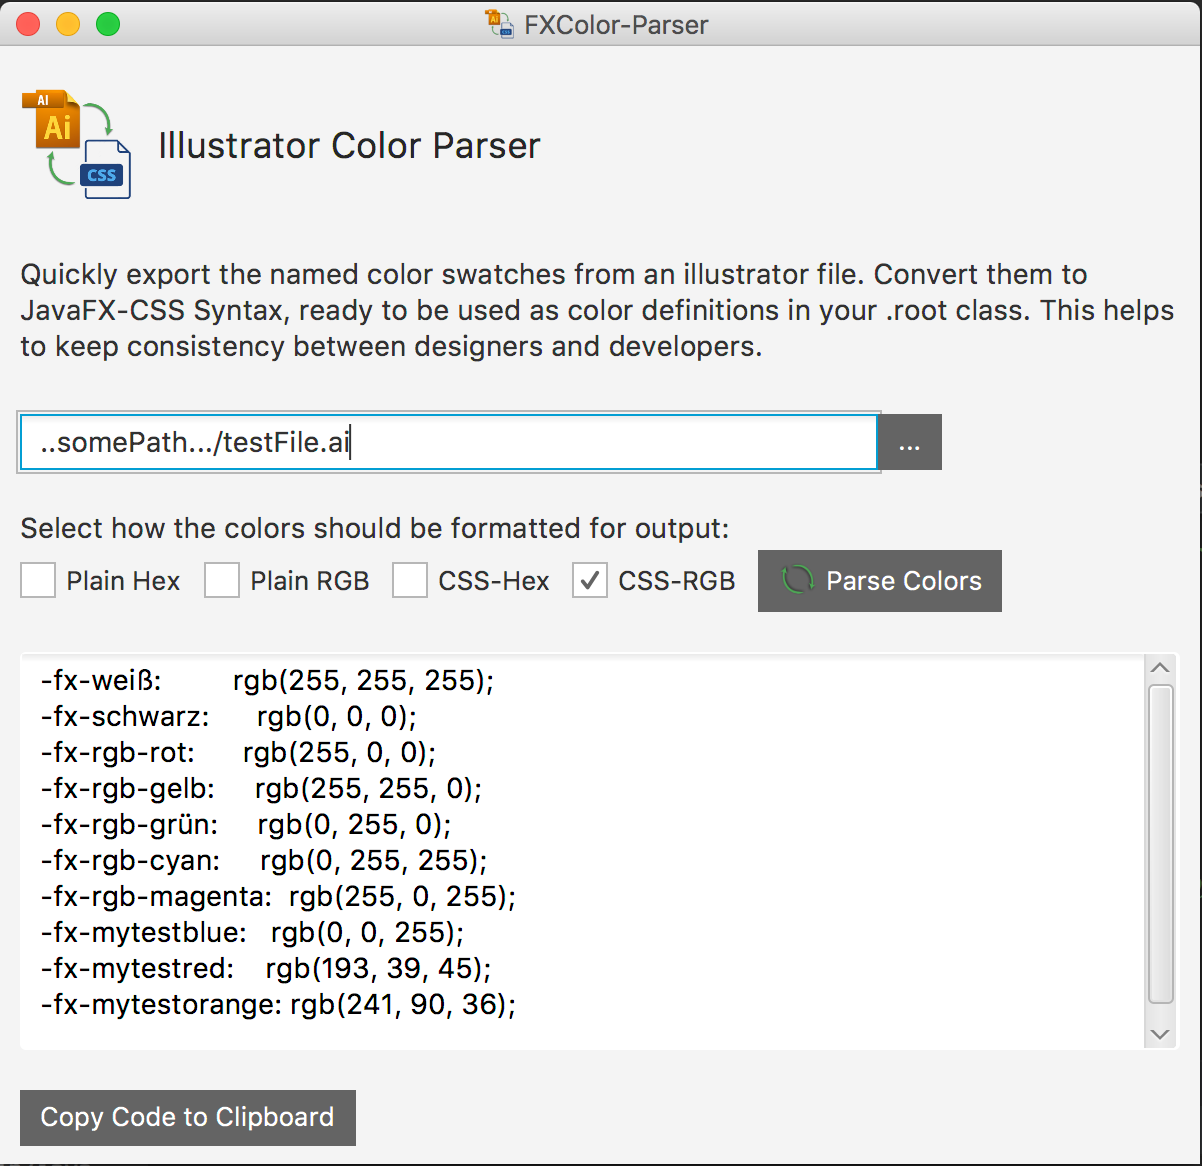 FXColor-Parser
AI
Ai
CSS
Illustrator Color Parser
Quickly export the named color swatches from an illustrator file. Convert them to
JavaFX-CSS Syntax, ready to be used as color definitions in your .root class. This helps
to keep consistency between designers and developers.
..somePath.../testFile.ai
...
Select how the colors should be formatted for output:
Plain Hex Plain RGB CSS-Hex CSS-RGB Parse Colors
-fx-weiß: rgb(255, 255, 255);
-fx-schwarz: rgb(0, 0, 0);
-fx-rgb-rot: rgb(255, 0, 0);
-fx-rgb-gelb: rgb(255, 255, 0);
-fx-rgb-grün: rgb(0, 255, 0);
-fx-rgb-cyan: rgb(0, 255, 255);
-fx-rgb-magenta: rgb(255, 0, 255);
-fx-mytestblue: rgb(0, 0, 255);
-fx-mytestred: rgb(193, 39, 45);
-fx-mytestorange: rgb(241, 90, 36);
Copy Code to Clipboard